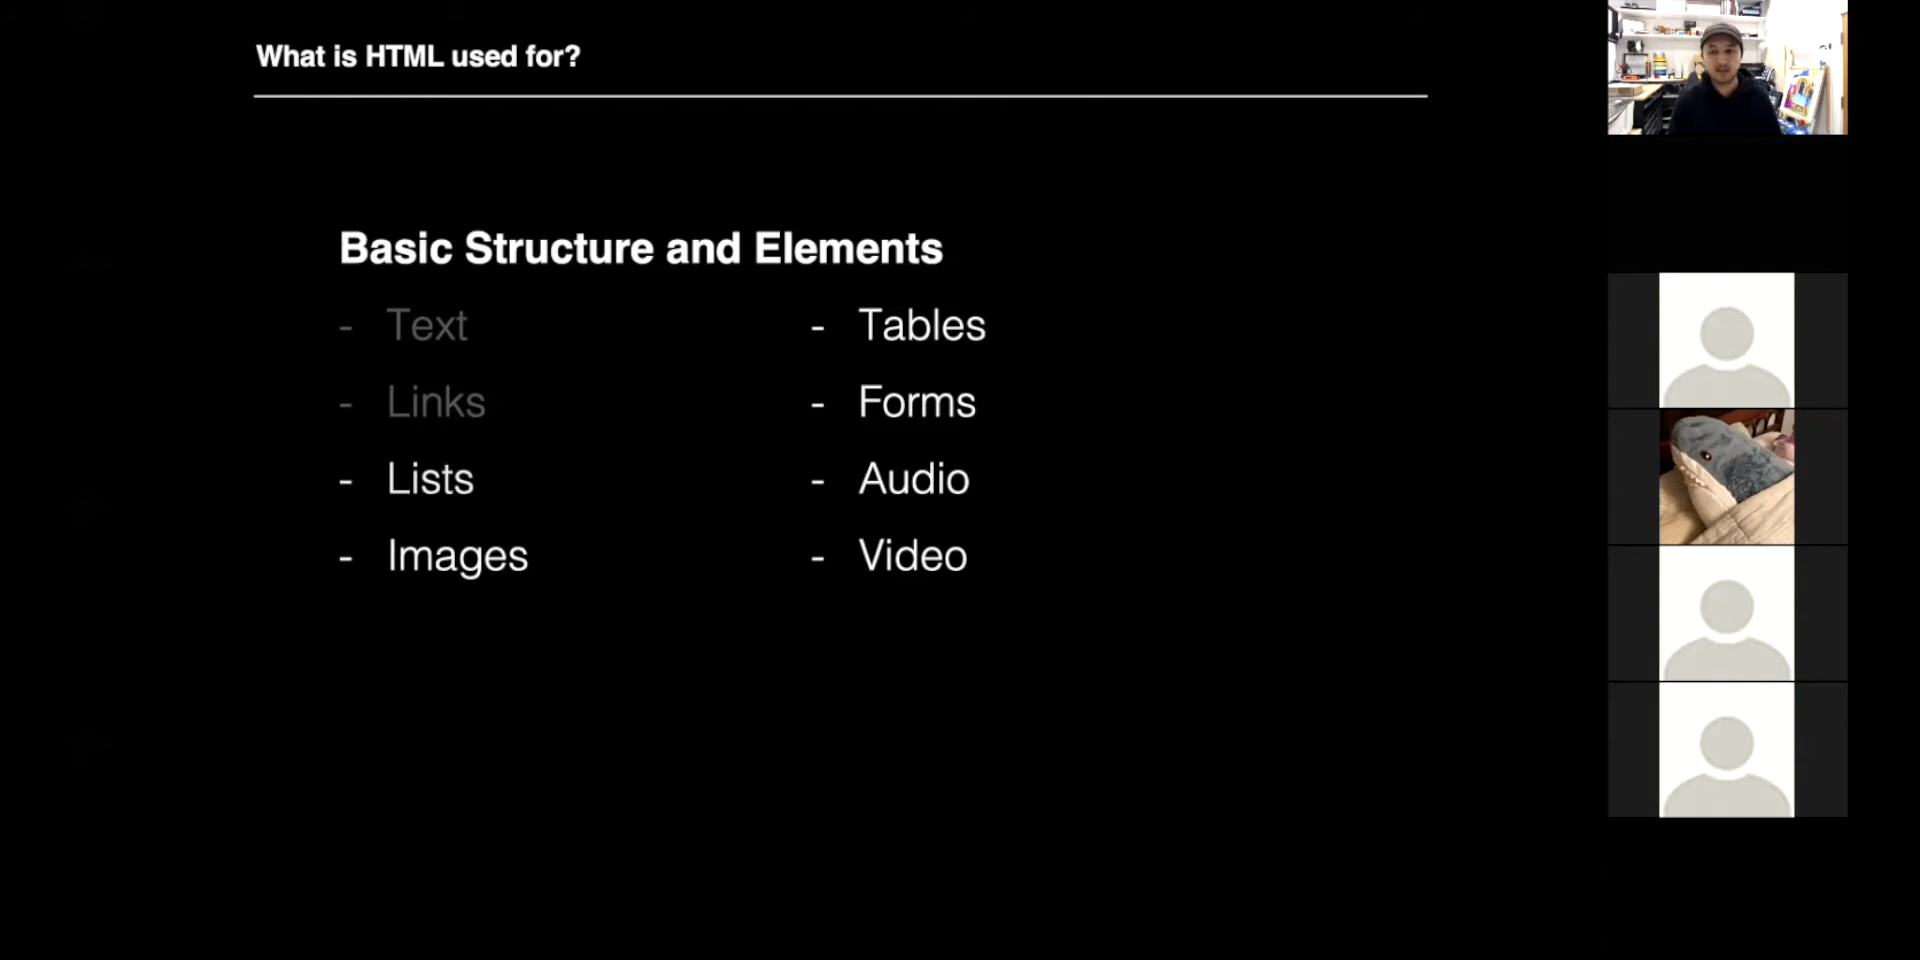 What is HTML used for?
Basic Structure and Elements
- Text
- Links
- Lists
- Images
- Tables
- Forms
- Audio
- Video